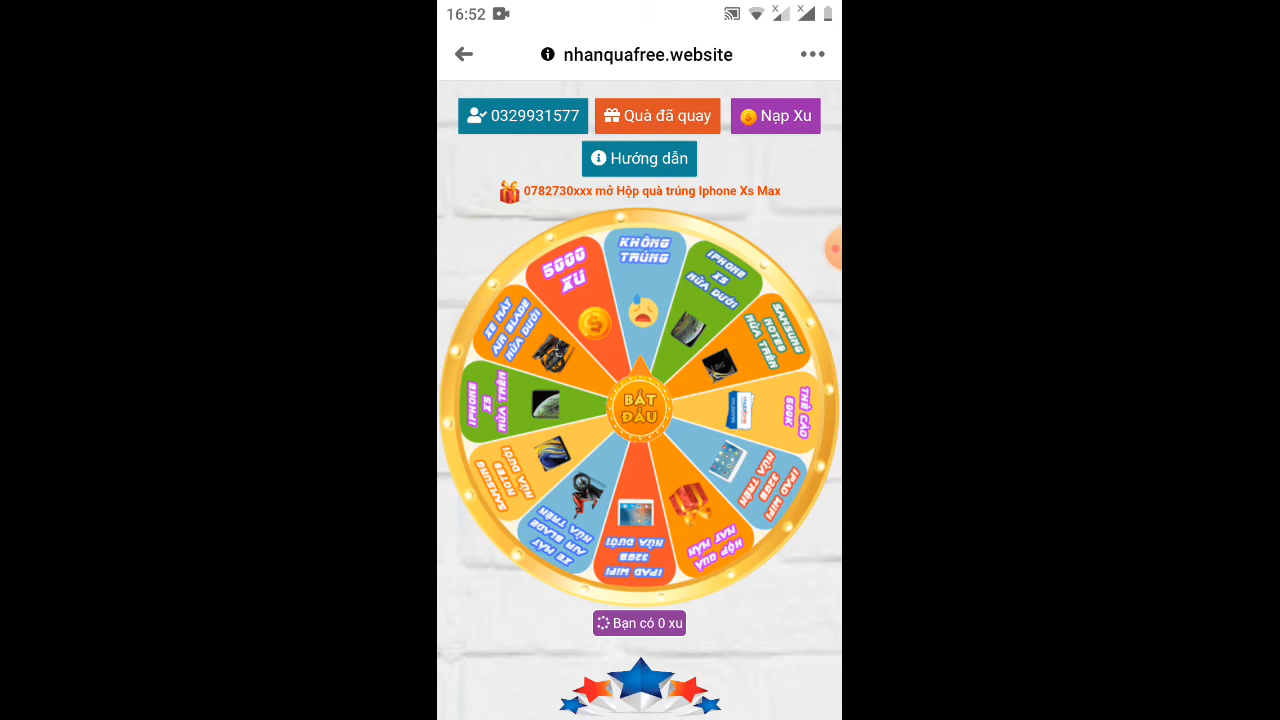 16:52
nhanquafree.website
0329931577
Quà đã quay
Nạp Xu
Hướng dẫn
0782730xxx mở Hộp quà trúng Iphone Xs Max
KHÔNG
TRÚNG
IPHONE
XS
NỬA DƯỚI
SAMSUNG
NOTE9
NỬA TRÊN
THẺ CÀO
500K
IPAD WIFI
32GB
NỬA TRÊN
HỘP QUÀ
MAY MẮN
IPAD WIFI
32GB
NỬA DƯỚI
XE MÁY
AIR BLADE
NỬA TRÊN
SAMSUNG
NOTE9
NỬA DƯỚI
IPHONE
XS
NỬA TRÊN
XE MÁY
AIR BLADE
NỬA DƯỚI
5000
XU
BẮT
ĐẦU
Bạn có 0 xu